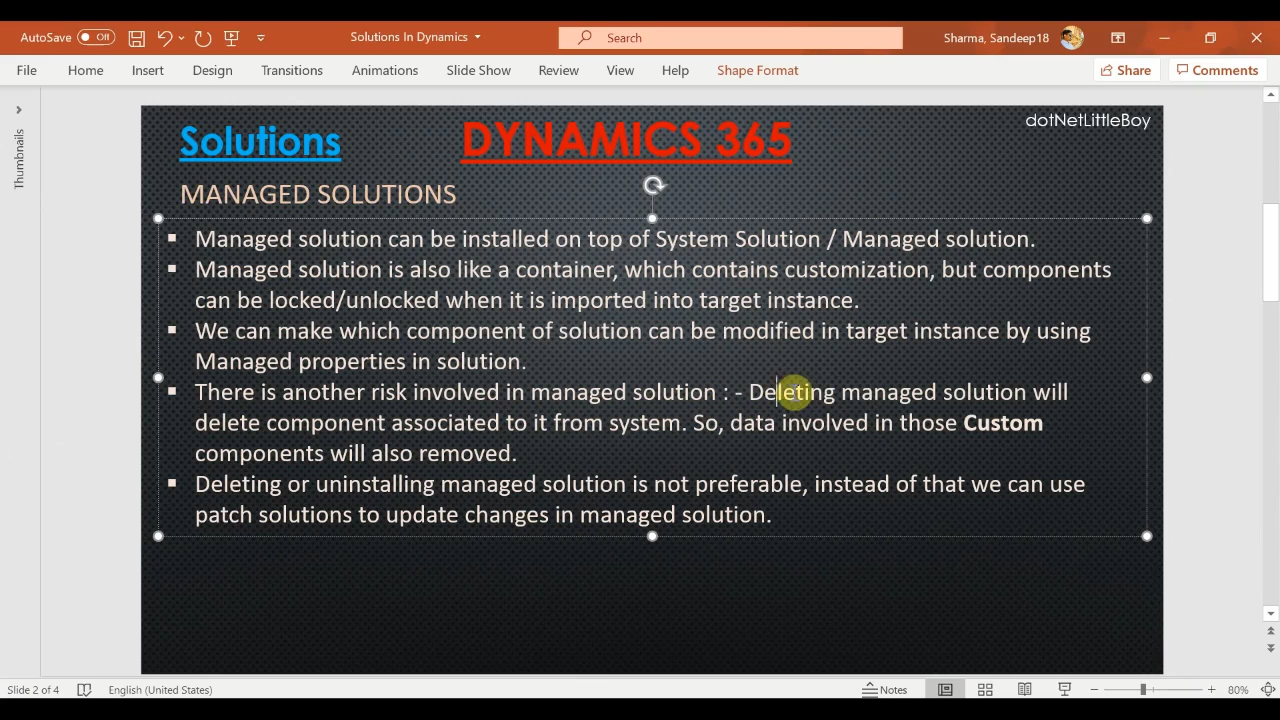 AutoSave Off
Solutions In Dynamics
Search
Sharma, Sandeep18
File Home Insert Design Transitions Animations Slide Show Review View Help Shape Format Share Comments
Thumbnails
dotNetLittleBoy
Solutions DYNAMICS 365
MANAGED SOLUTIONS
▪ Managed solution can be installed on top of System Solution / Managed solution.
▪ Managed solution is also like a container, which contains customization, but components
can be locked/unlocked when it is imported into target instance.
▪ We can make which component of solution can be modified in target instance by using
Managed properties in solution.
▪ There is another risk involved in managed solution : - Deleting managed solution will
delete component associated to it from system. So, data involved in those Custom
components will also removed.
▪ Deleting or uninstalling managed solution is not preferable, instead of that we can use
patch solutions to update changes in managed solution.
Slide 2 of 4 English (United States) Notes 80%